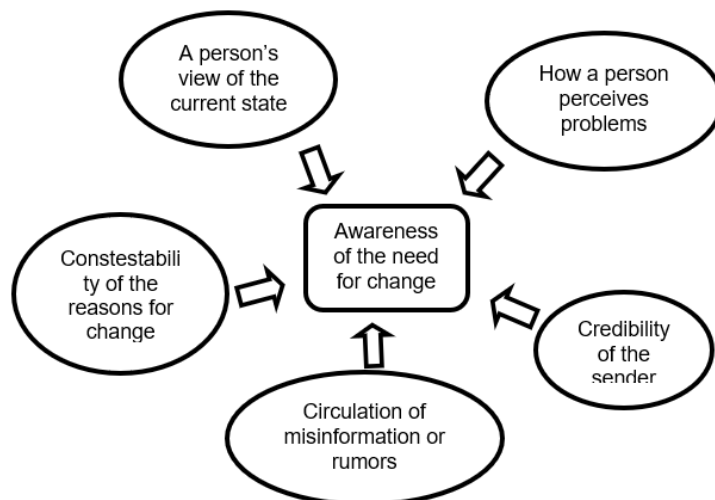 A person's
view of the
current state
How a person
perceives
problems
Awareness
of the need
for change
Constestabili
ty of the
reasons for
change
Credibility
of the
sender
Circulation of
misinformation or
rumors